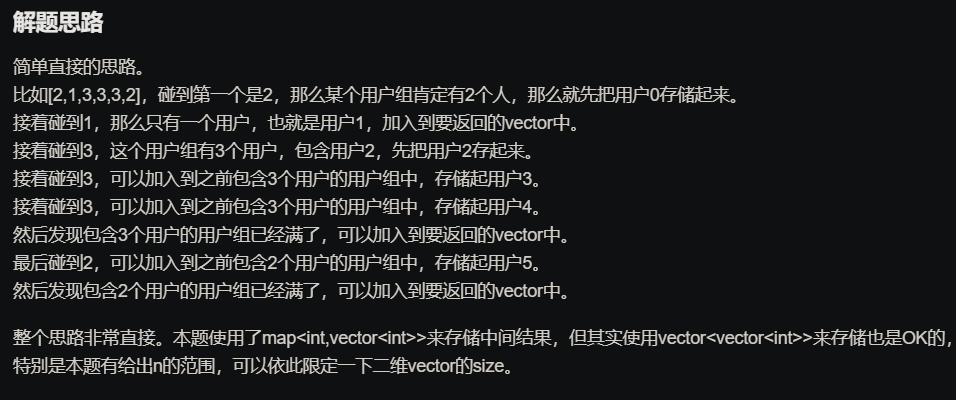 解题思路
简单直接的思路。
比如[2,1,3,3,3,2]，碰到第一个是2，那么某个用户组肯定有2个人，那么就先把用户0存储起来。
接着碰到1，那么只有一个用户，也就是用户1，加入到要返回的vector中。
接着碰到3，这个用户组有3个用户，包含用户2，先把用户2存起来。
接着碰到3，可以加入到之前包含3个用户的用户组中，存储起用户3。
接着碰到3，可以加入到之前包含3个用户的用户组中，存储起用户4。
然后发现包含3个用户的用户组已经满了，可以加入到要返回的vector中。
最后碰到2，可以加入到之前包含2个用户的用户组中，存储起用户5。
然后发现包含2个用户的用户组已经满了，可以加入到要返回的vector中。
整个思路非常直接。本题使用了map<int,vector<int>>来存储中间结果，但其实使用vector<vector<int>>来存储也是OK的，
特别是本题有给出n的范围，可以依此限定一下二维vector的size。